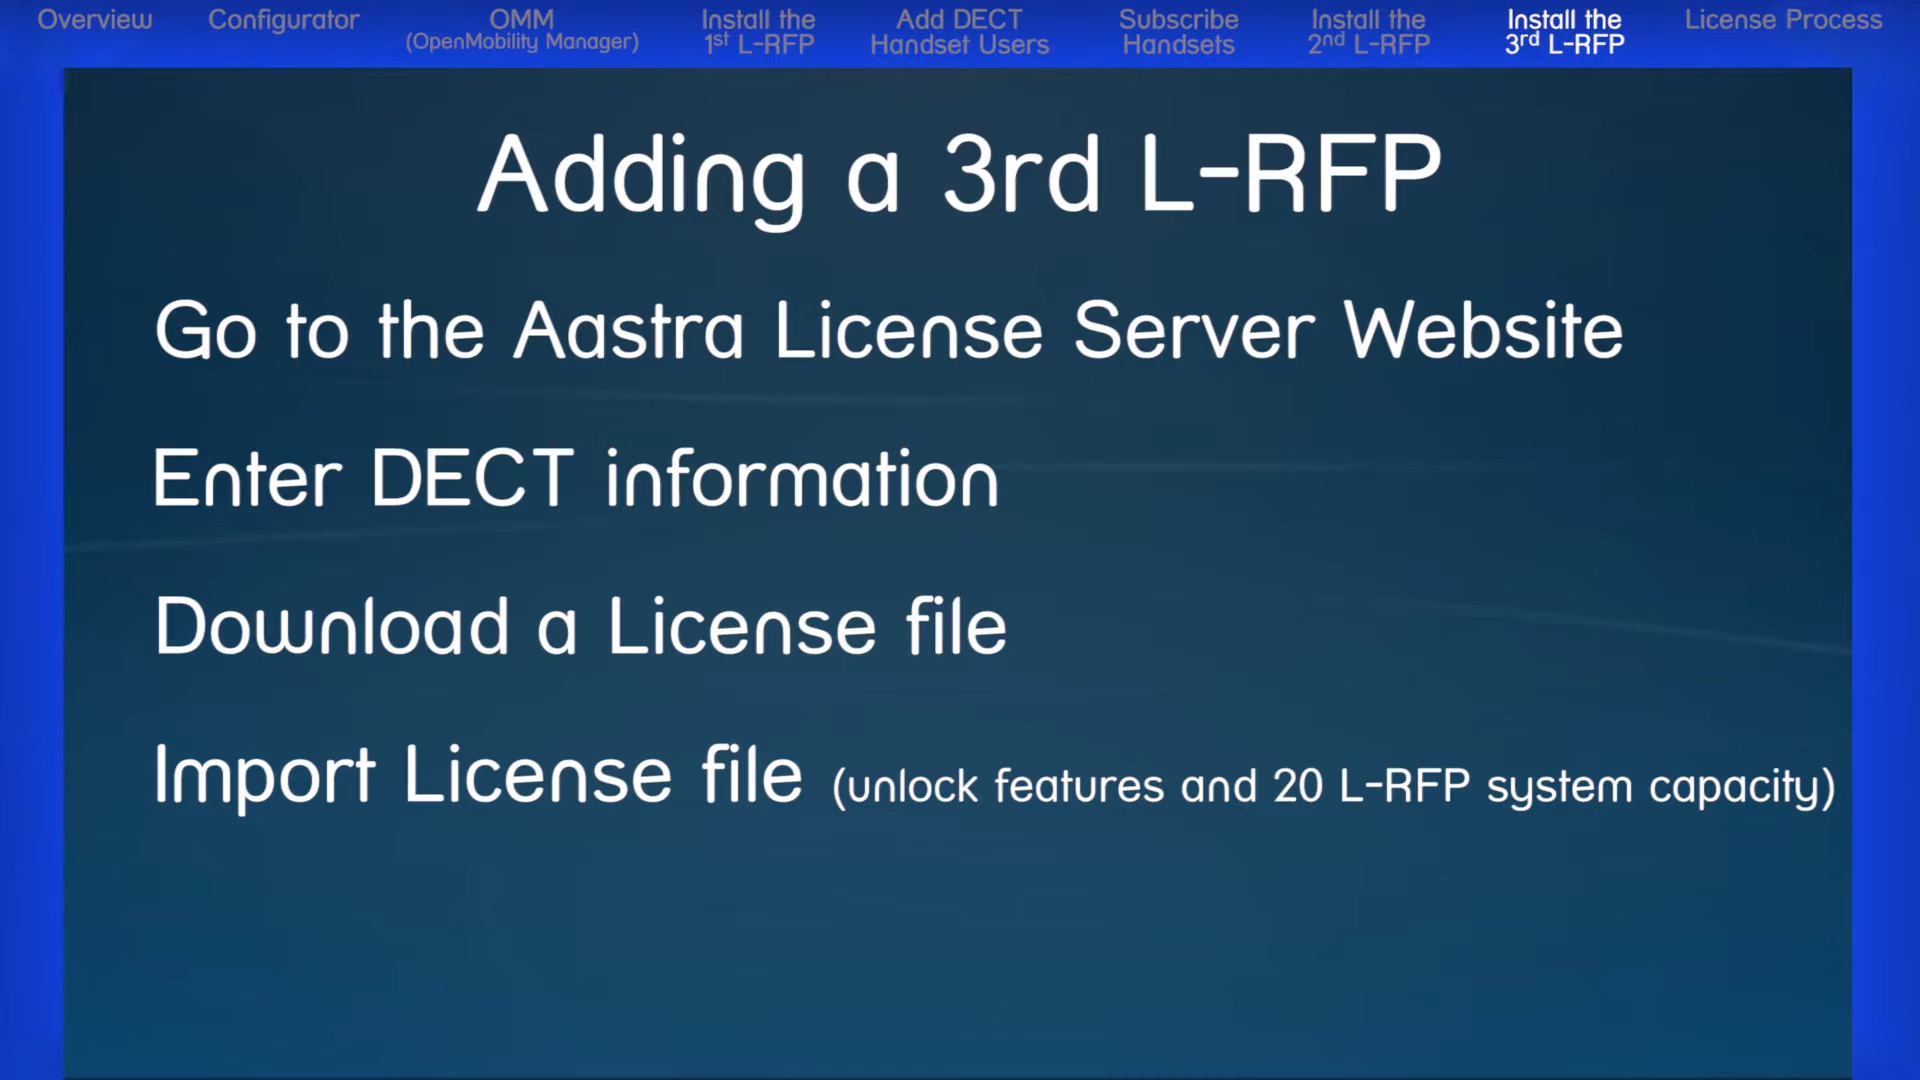 Overview
Configurator
OMM
(OpenMobility Manager)
Install the
1st L-RFP
Add DECT
Handset Users
Subscribe
Handsets
Install the
2nd L-RFP
Install the
3rd L-RFP
License Process
Adding a 3rd L-RFP
Go to the Aastra License Server Website
Enter DECT information
Download a License file
Import License file (unlock features and 20 L-RFP system capacity)